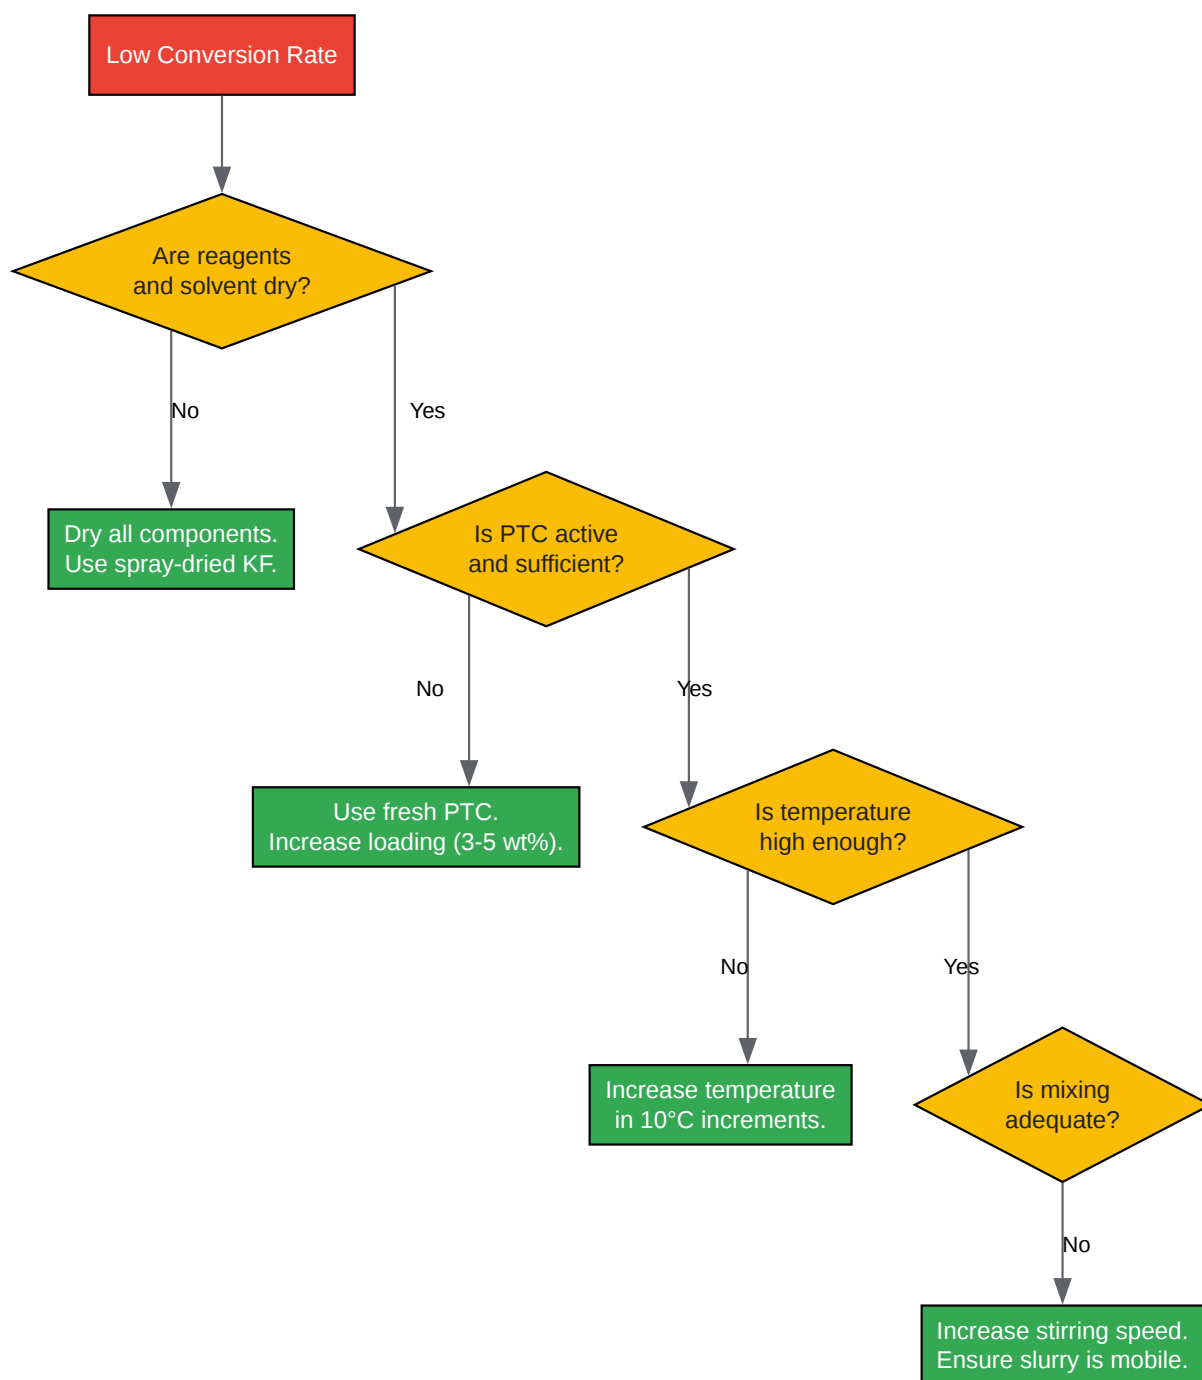 Low Conversion Rate
Are reagents
and solvent dry?
No
Yes
Dry all components.
Use spray-dried KF.
Is PTC active
and sufficient?
No
Yes
Use fresh PTC.
Increase loading (3-5 wt%).
Is temperature
high enough?
No
Yes
Increase temperature
in 10°C increments.
Is mixing
adequate?
No
Increase stirring speed.
Ensure slurry is mobile.